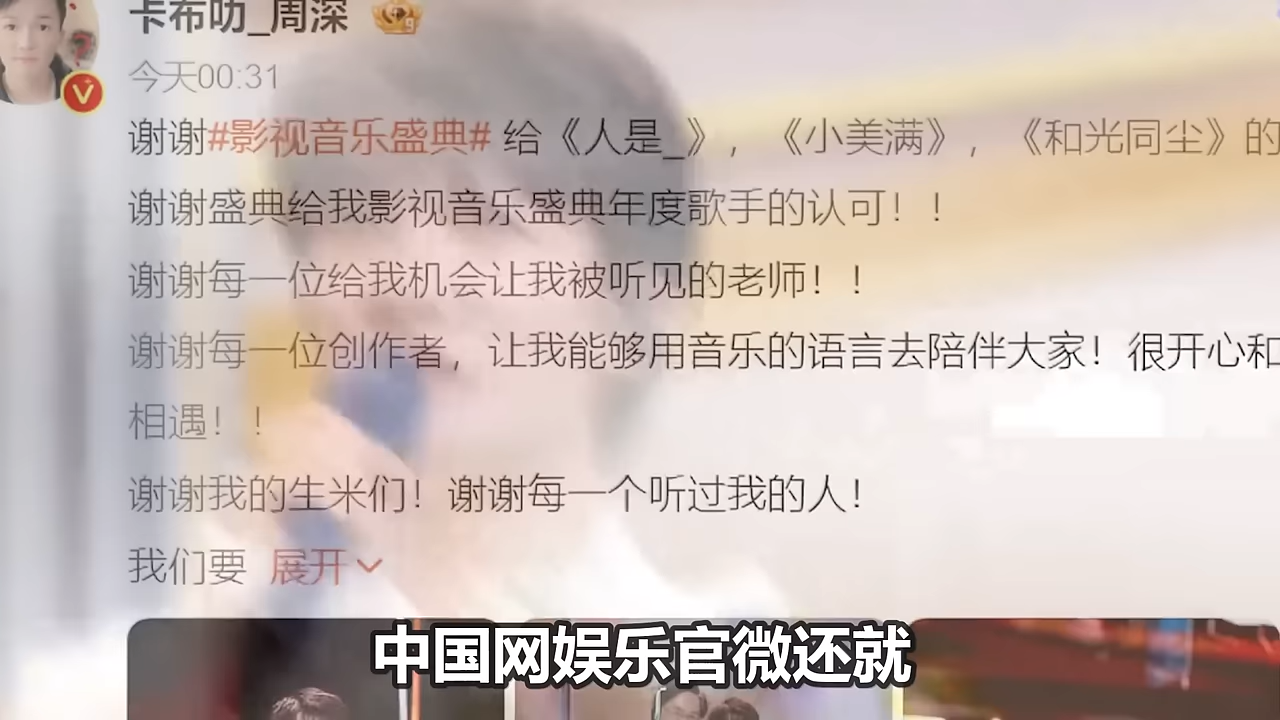 卡布叻_周深
今天00:31
谢谢#影视音乐盛典# 给《人是_》，《小美满》，《和光同尘》的
谢谢盛典给我影视音乐盛典年度歌手的认可！！
谢谢每一位给我机会让我被听见的老师！！
谢谢每一位创作者，让我能够用音乐的语言去陪伴大家！很开心和
相遇！！
谢谢我的生米们！谢谢每一个听过我的人！
我们要 展开
中国网娱乐官微还就